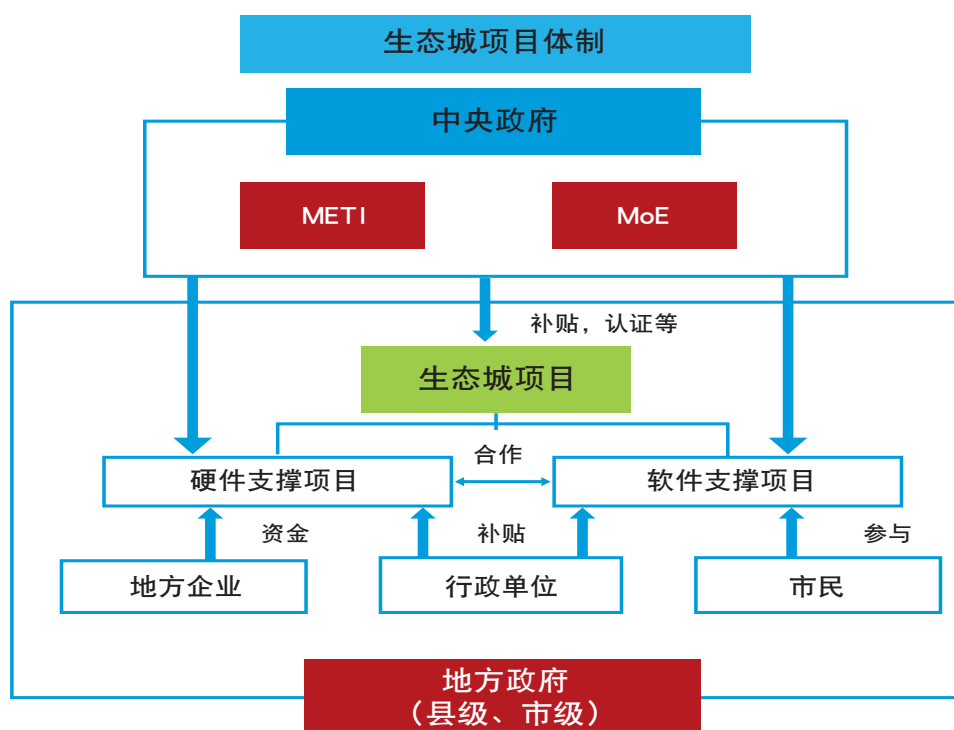 生态城项目体制
中央政府
METI
MoE
补贴，认证等
生态城项目
合作
硬件支撑项目
软件支撑项目
资金
补贴
参与
地方企业
行政单位
市民
地方政府
（县级、市级）